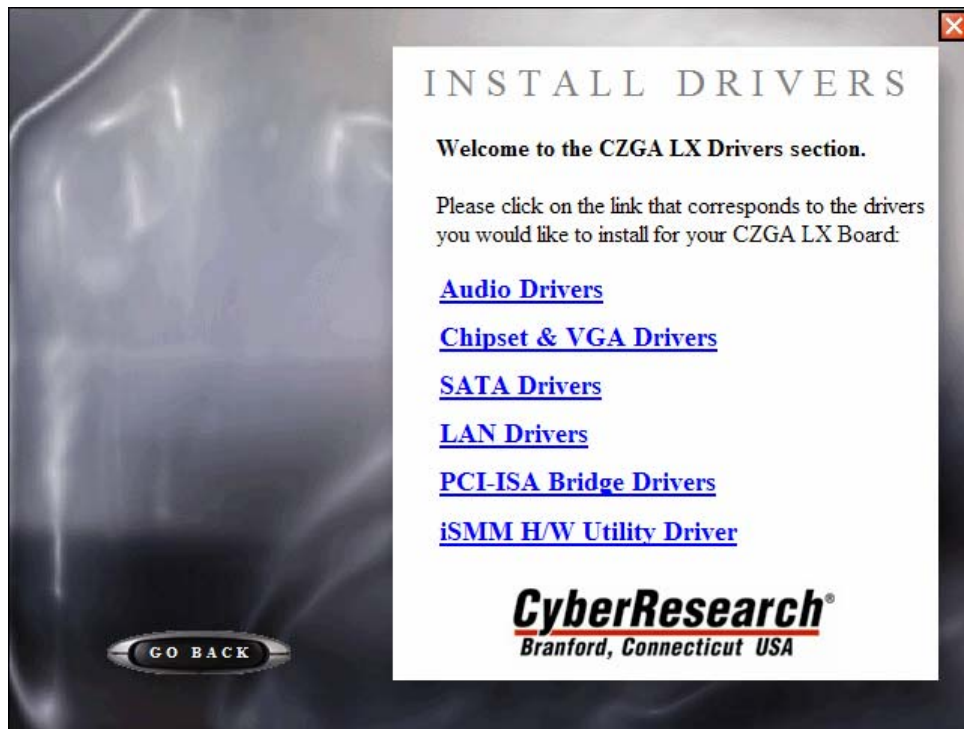 INSTALL DRIVERS
Welcome to the CZGA LX Drivers section.
Please click on the link that corresponds to the drivers
you would like to install for your CZGA LX Board:
Audio Drivers
Chipset & VGA Drivers
SATA Drivers
LAN Drivers
PCI-ISA Bridge Drivers
iSMM H/W Utility Driver
CyberResearch®
Branford, Connecticut USA
GO BACK